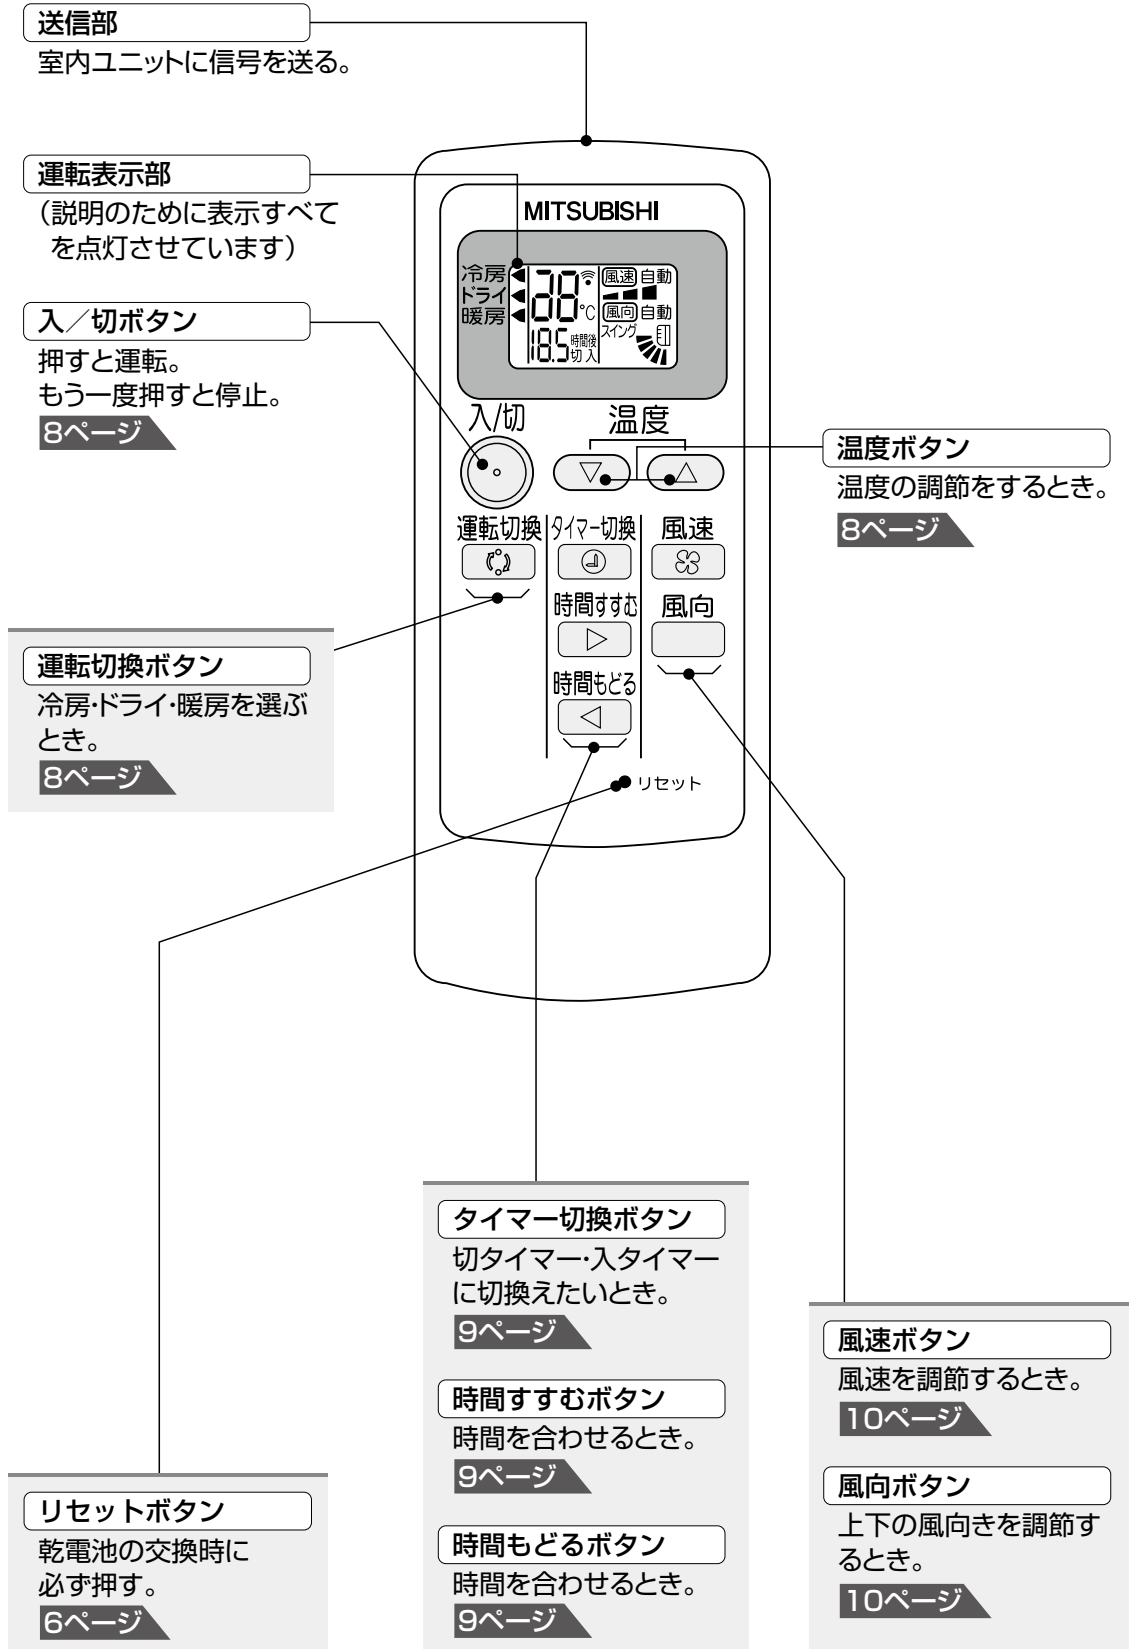 送信部
室内ユニットに信号を送る。
運転表示部
（説明のために表示すべて
を点灯させています）
入／切ボタン
押すと運転。
もう一度押すと停止。
8ページ
MITSUBISHI
冷房
ドライ
暖房
28℃
18.5 時間後
切 入
風速 自動
風向 自動
スイング
入/切
温度
温度ボタン
温度の調節をするとき。
8ページ
運転切換
タイマー切換
風速
時間すすむ
風向
時間もどる
リセット
運転切換ボタン
冷房・ドライ・暖房を選ぶ
とき。
8ページ
タイマー切換ボタン
切タイマー・入タイマー
に切換えたいとき。
9ページ
時間すすむボタン
時間を合わせるとき。
9ページ
時間もどるボタン
時間を合わせるとき。
9ページ
風速ボタン
風速を調節するとき。
10ページ
風向ボタン
上下の風向きを調節す
るとき。
10ページ
リセットボタン
乾電池の交換時に
必ず押す。
6ページ